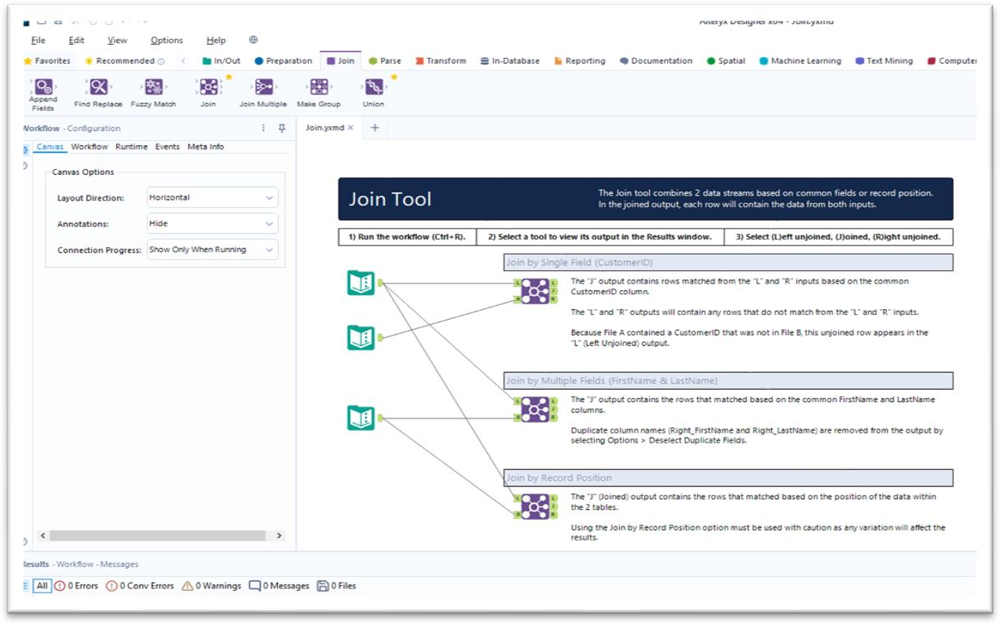 Alteryx Designer x64 - Join.yxmd
File Edit View Options Help
Favorites Recommended In/Out Preparation Join Parse Transform In-Database Reporting Documentation Spatial Machine Learning Text Mining Computer
Append Fields Find Replace Fuzzy Match Join Join Multiple Make Group Union
Workflow - Configuration
Join.yxmd
Canvas Workflow Runtime Events Meta Info
Canvas Options
Layout Direction: Horizontal
Annotations: Hide
Connection Progress: Show Only When Running
Join Tool
The Join tool combines 2 data streams based on common fields or record position.
In the joined output, each row will contain the data from both inputs.
1) Run the workflow (Ctrl+R). 2) Select a tool to view its output in the Results window. 3) Select (L)eft unjoined, (J)oined, (R)ight unjoined.
Join by Single Field (CustomerID)
L L
J
R R
The "J" output contains rows matched from the "L" and "R" inputs based on the common
CustomerID column.
The "L" and "R" outputs will contain any rows that do not match from the "L" and "R" inputs.
Because File A contained a CustomerID that was not in File B, this unjoined row appears in the
"L" (Left Unjoined) output.
Join by Multiple Fields (FirstName & LastName)
L L
J
R R
The "J" output contains the rows that matched based on the common FirstName and LastName
columns.
Duplicate column names (Right_FirstName and Right_LastName) are removed from the output by
selecting Options > Deselect Duplicate Fields.
Join by Record Position
L L
J
R R
The "J" (Joined) output contains the rows that matched based on the position of the data within
the 2 tables.
Using the Join by Record Position option must be used with caution as any variation will affect the
results.
Results - Workflow - Messages
All 0 Errors 0 Conv Errors 0 Warnings 0 Messages 0 Files